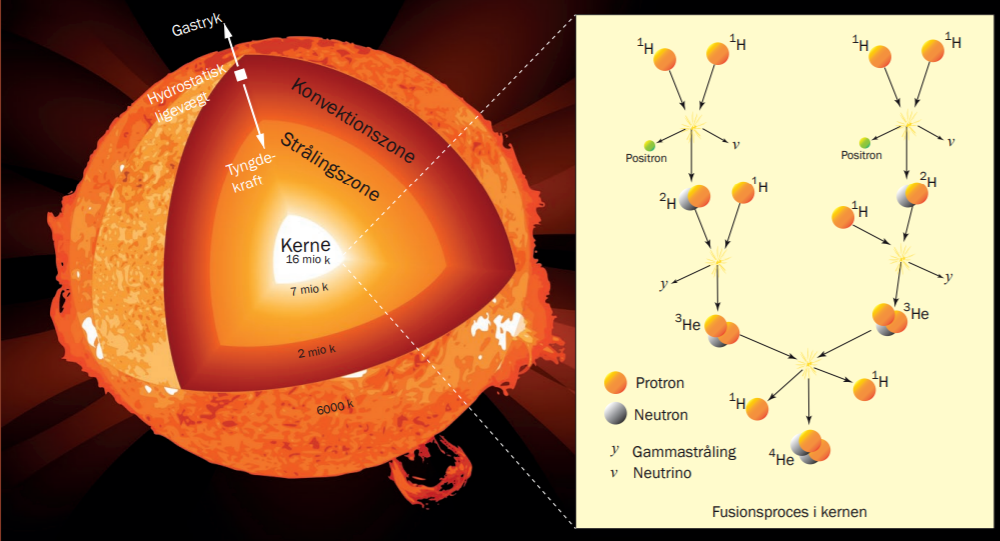 Gastryk
Hydrostatisk
ligevægt
Tyngde-
kraft
Konvektionszone
Strålingszone
Kerne
16 mio k
7 mio k
2 mio k
6000 k
¹H
¹H
¹H
¹H
Positron
ν
Positron
ν
²H
¹H
¹H
²H
γ
γ
³He
³He
¹H
¹H
⁴He
Protron
Neutron
γ Gammastråling
ν Neutrino
Fusionsproces i kernen